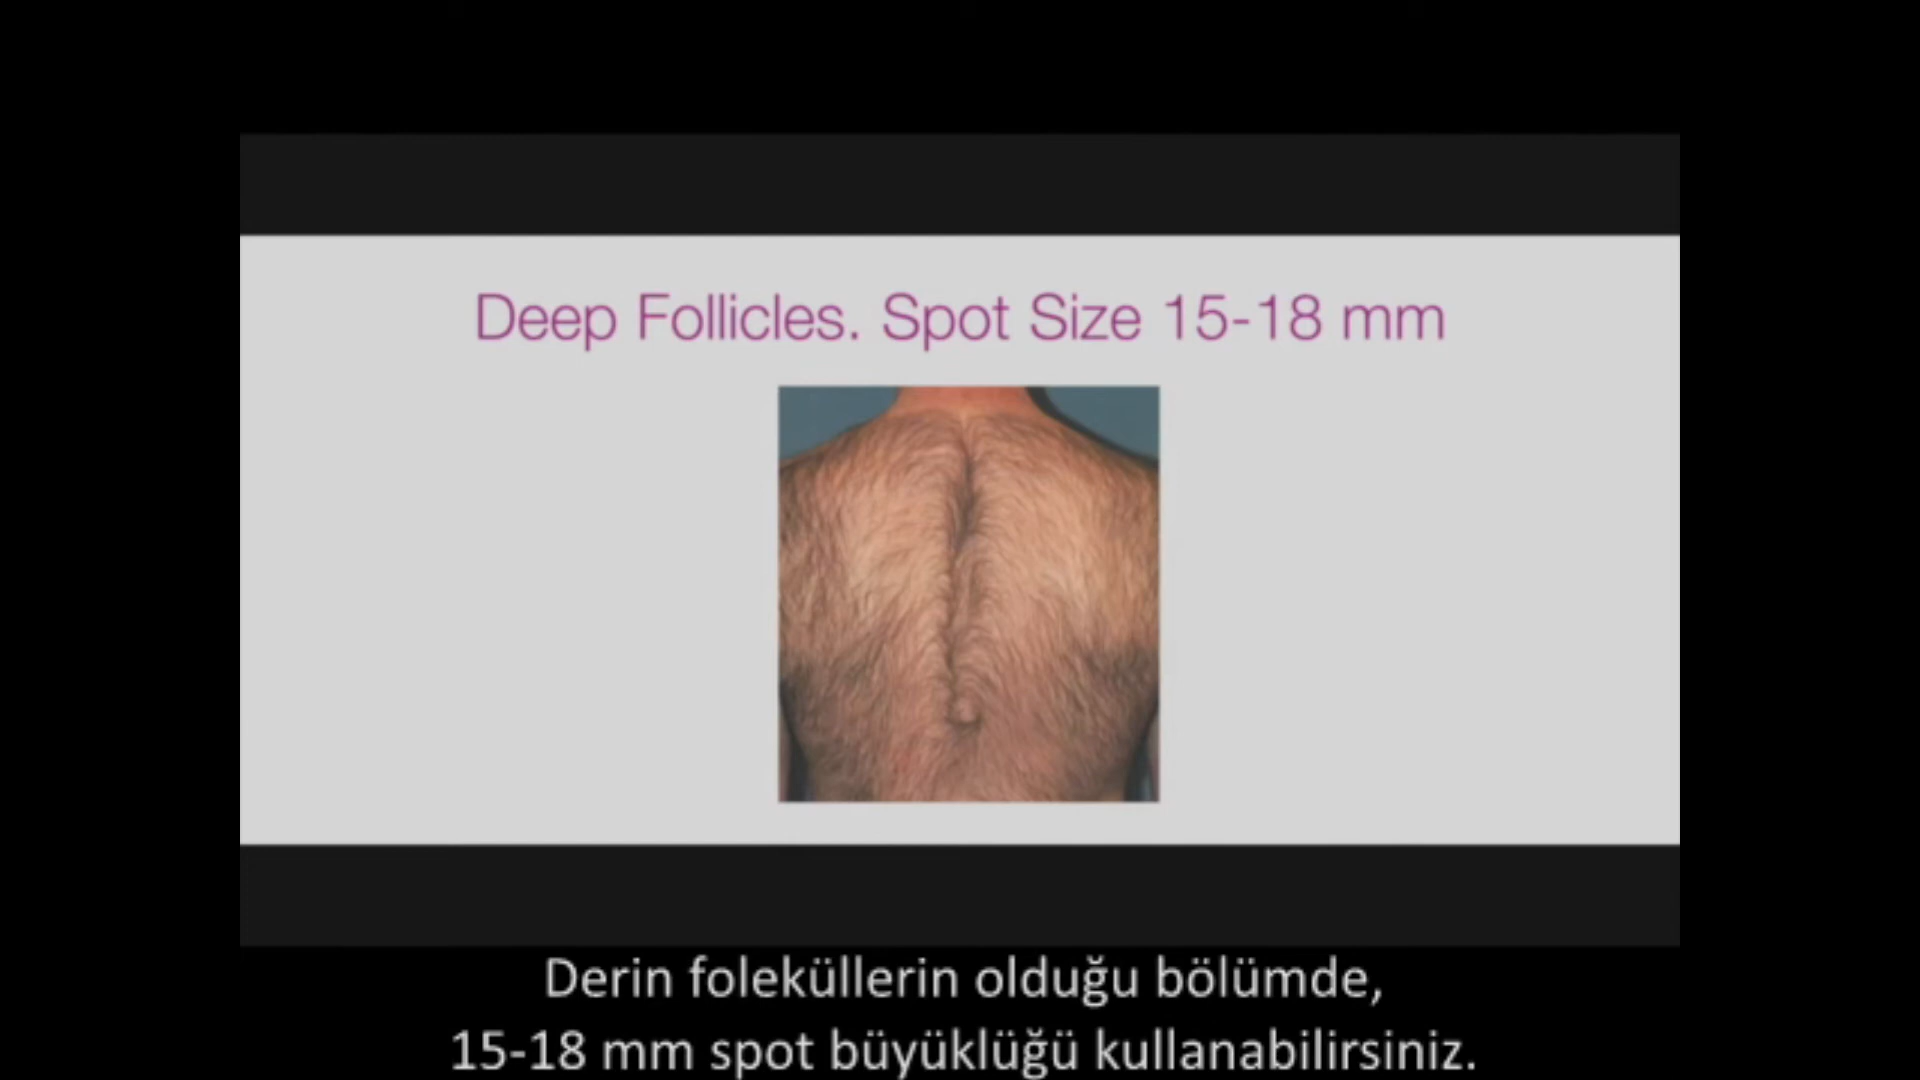 Deep Follicles. Spot Size 15-18 mm
Derin foleküllerin olduğu bölümde,
15-18 mm spot büyüklüğü kullanabilirsiniz.